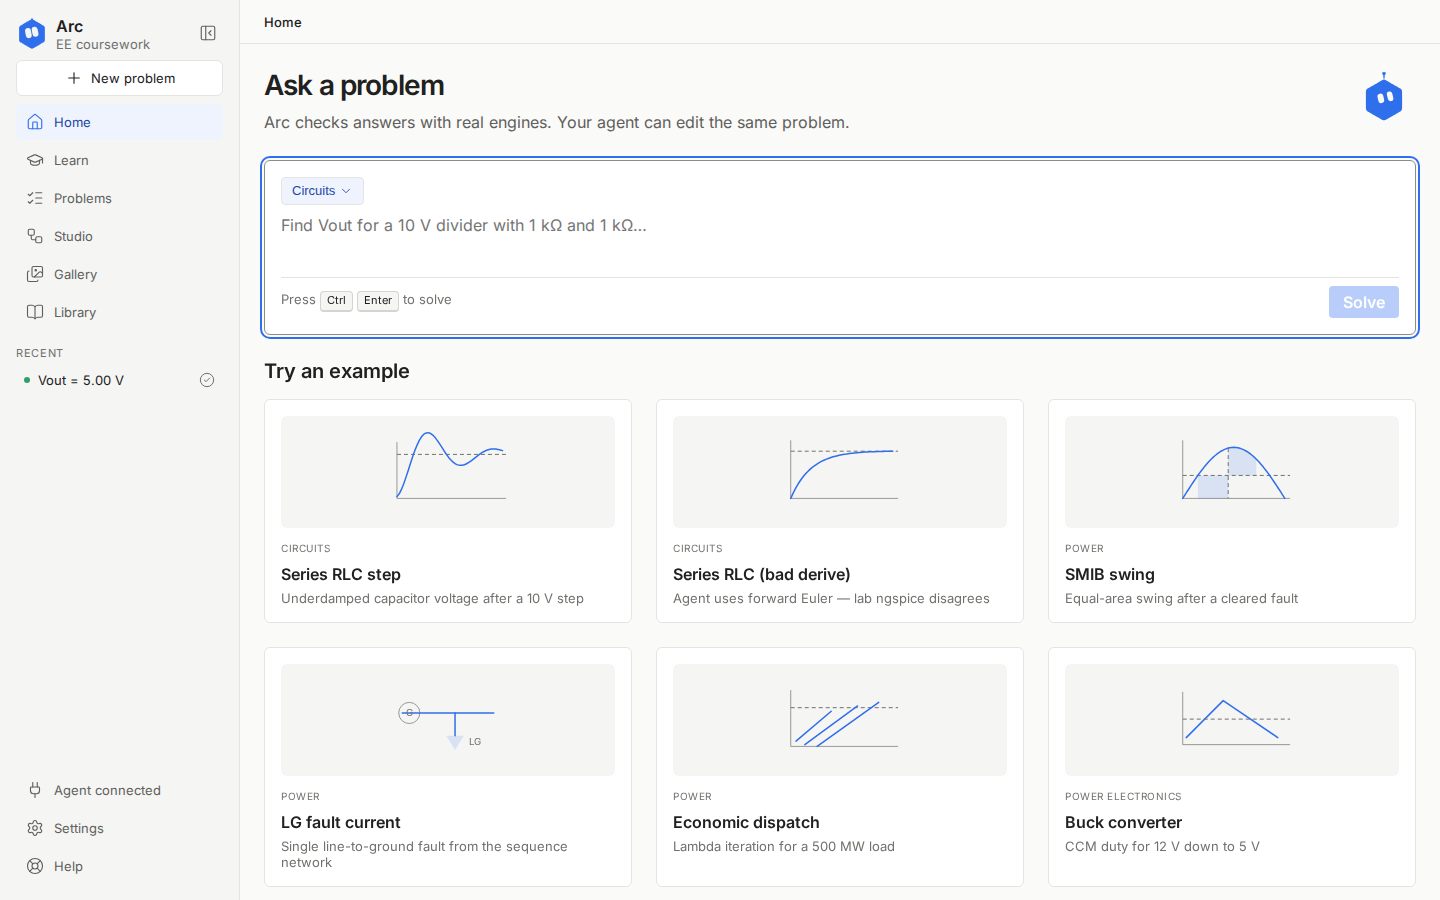 Arc
EE coursework
New problem
Home
Learn
Problems
Studio
Gallery
Library
RECENT
Vout = 5.00 V
Agent connected
Settings
Help
Home
Ask a problem
Arc checks answers with real engines. Your agent can edit the same problem.
Circuits
Find Vout for a 10 V divider with 1 kΩ and 1 kΩ...
Press Ctrl Enter to solve
Solve
Try an example
CIRCUITS
Series RLC step
Underdamped capacitor voltage after a 10 V step
CIRCUITS
Series RLC (bad derive)
Agent uses forward Euler — lab ngspice disagrees
POWER
SMIB swing
Equal-area swing after a cleared fault
G
LG
POWER
LG fault current
Single line-to-ground fault from the sequence
network
POWER
Economic dispatch
Lambda iteration for a 500 MW load
POWER ELECTRONICS
Buck converter
CCM duty for 12 V down to 5 V